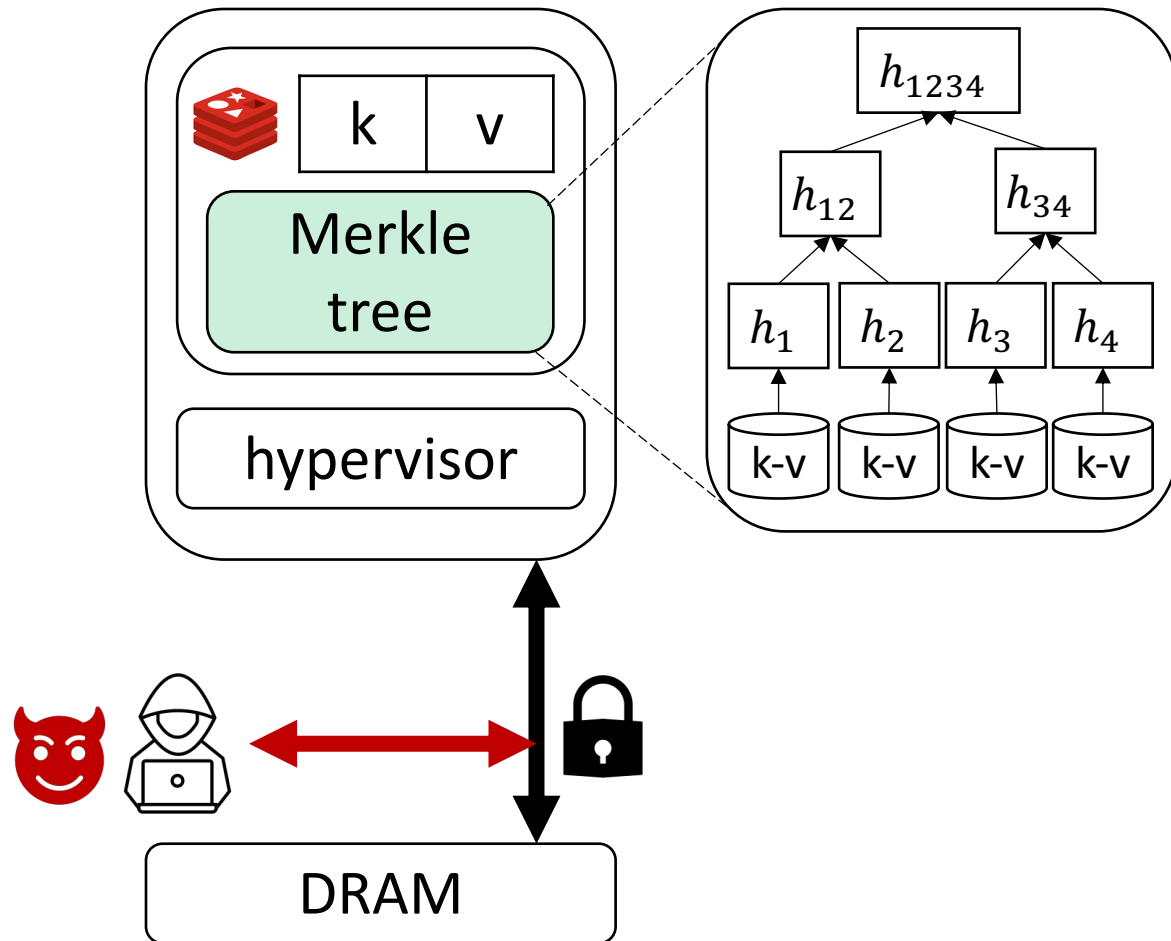 k v
Merkle
tree
hypervisor
DRAM
h₁₂₃₄
h₁₂ h₃₄
h₁ h₂ h₃ h₄
k-v k-v k-v k-v